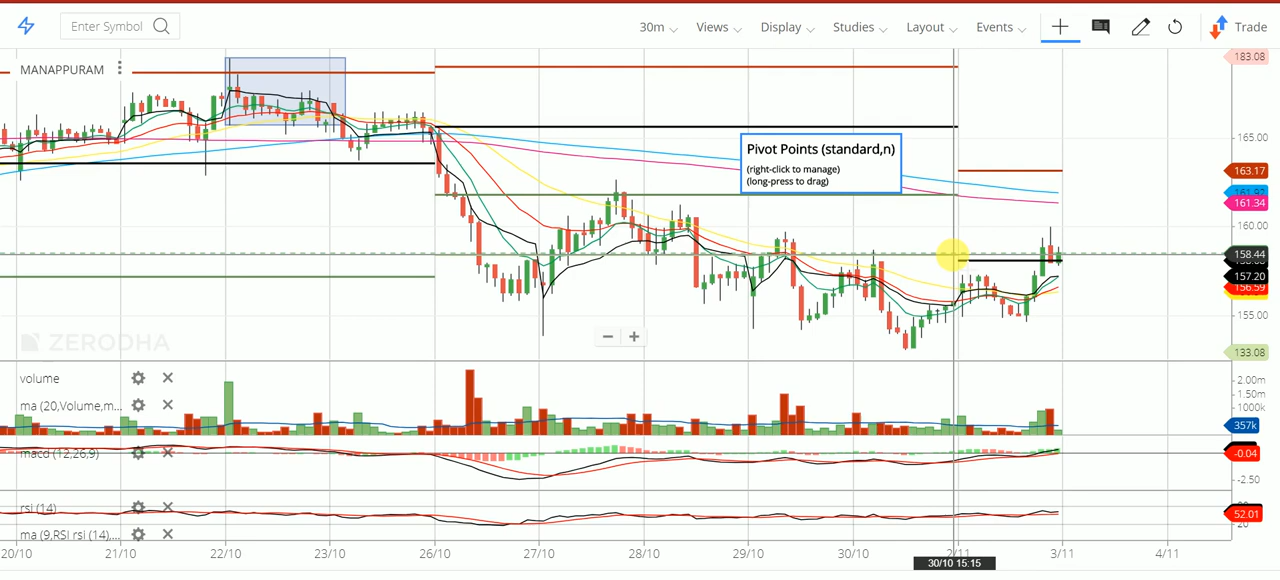 Enter Symbol
30m Views Display Studies Layout Events Trade
MANAPPURAM
183.08
165.00
Pivot Points (standard,n)
(right-click to manage)
(long-press to drag)
163.17
161.34
160.00
158.44
157.20
156.59
155.00
ZERODHA
133.08
volume
2.00m
ma (20,Volume,m...
1.50m
1000k
357k
macd (12,26,9)
-0.04
-2.50
rsi (14)
52.01
20
ma (9,RSI rsi (14),...
20/10 21/10 22/10 23/10 26/10 27/10 28/10 29/10 30/10 2/11 3/11 4/11
30/10 15:15